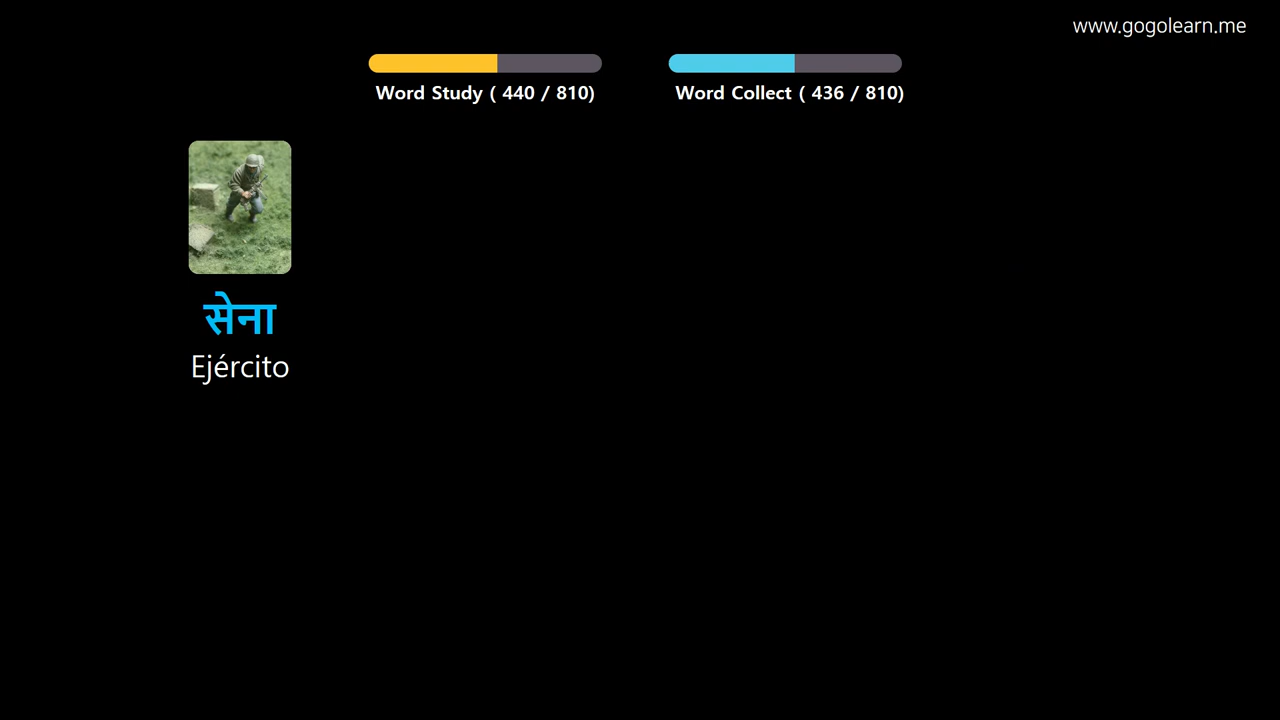 www.gogolearn.me
Word Study ( 440 / 810)
Word Collect ( 436 / 810)
सेना
Ejército